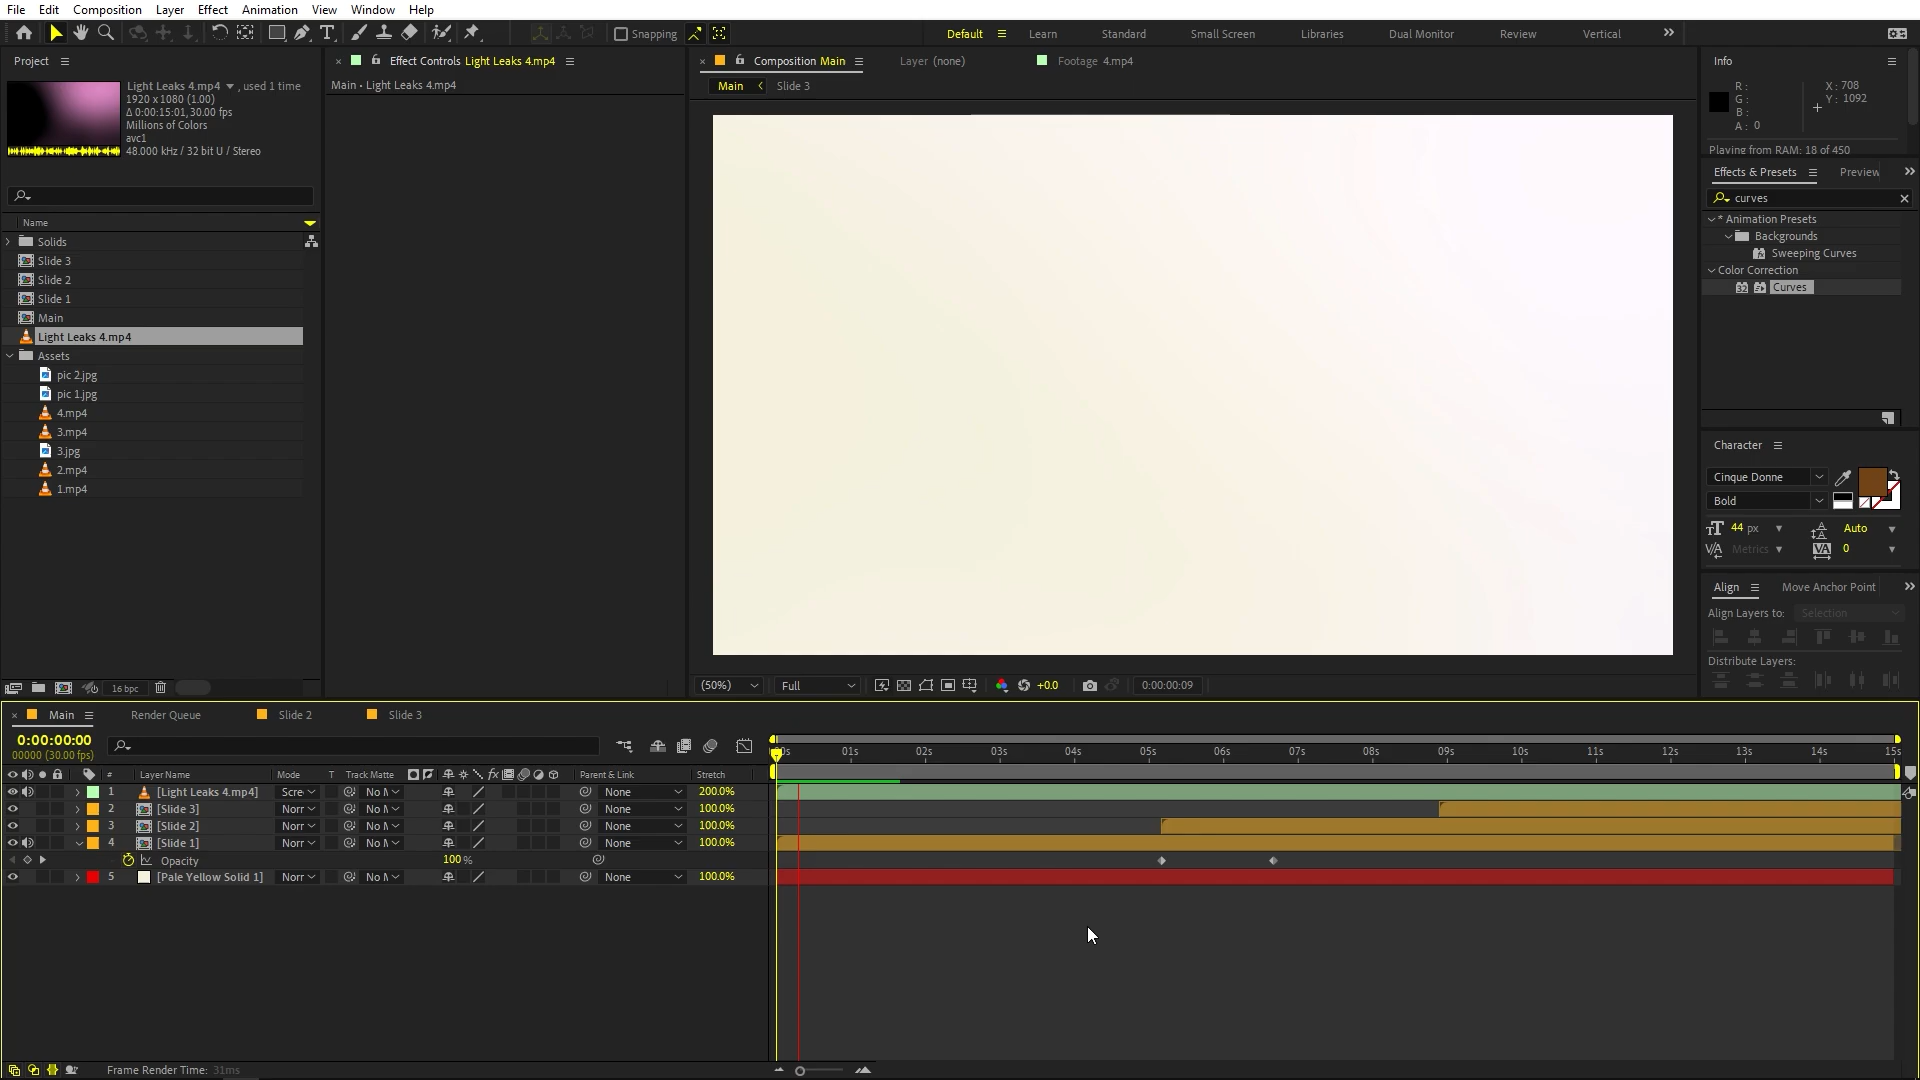 File Edit Composition Layer Effect Animation View Window Help
Snapping
Default Learn Standard Small Screen Libraries Dual Monitor Review Vertical
Project
Light Leaks 4.mp4 , used 1 time
1920 x 1080 (1.00)
Δ 0:00:15:01, 30.00 fps
Millions of Colors
avc1
48.000 kHz / 32 bit U / Stereo
Name
Solids
Slide 3
Slide 2
Slide 1
Main
Light Leaks 4.mp4
Assets
pic 2.jpg
pic 1.jpg
4.mp4
3.mp4
3.jpg
2.mp4
1.mp4
16 bpc
Effect Controls Light Leaks 4.mp4
Main • Light Leaks 4.mp4
Composition Main Layer (none) Footage 4.mp4
Main Slide 3
(50%) Full +0.0 0:00:00:09
Info
R : X : 708
G : Y : 1092
B :
A : 0
Playing from RAM: 18 of 450
Effects & Presets Preview
curves
* Animation Presets
Backgrounds
Sweeping Curves
Color Correction
32 Curves
Character
Cinque Donne
Bold
44 px Auto
Metrics 0
Align Move Anchor Point
Align Layers to: Selection
Distribute Layers:
Main Render Queue Slide 2 Slide 3
0:00:00:00
00000 (30.00 fps)
00s 01s 02s 03s 04s 05s 06s 07s 08s 09s 10s 11s 12s 13s 14s 15s
# Layer Name Mode T Track Matte fx Parent & Link Stretch
1 [Light Leaks 4.mp4] Scre No M None 200.0%
2 [Slide 3] Norr No M None 100.0%
3 [Slide 2] Norr No M None 100.0%
4 [Slide 1] Norr No M None 100.0%
Opacity 100 %
5 [Pale Yellow Solid 1] Norr No M None 100.0%
Frame Render Time: 31ms